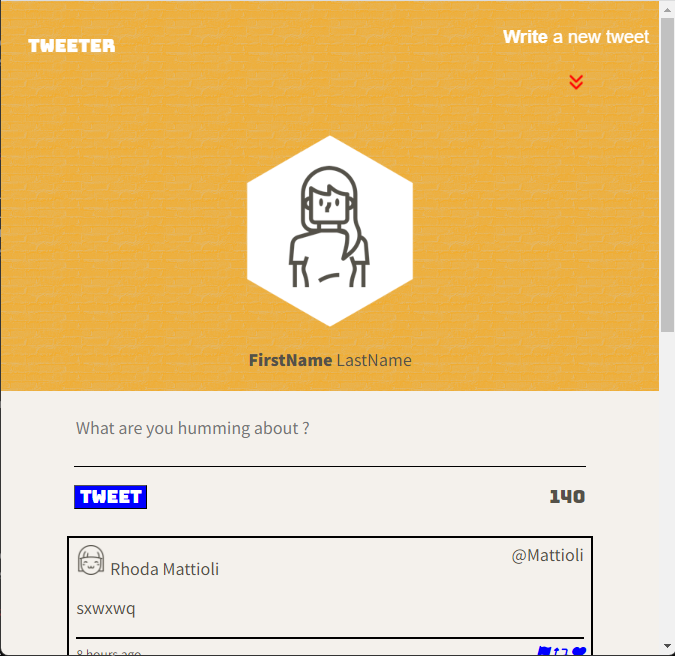 TWEETER
Write a new tweet
FirstName LastName
What are you humming about ?
TWEET
140
Rhoda Mattioli
@Mattioli
sxwxwq
8 hours ago